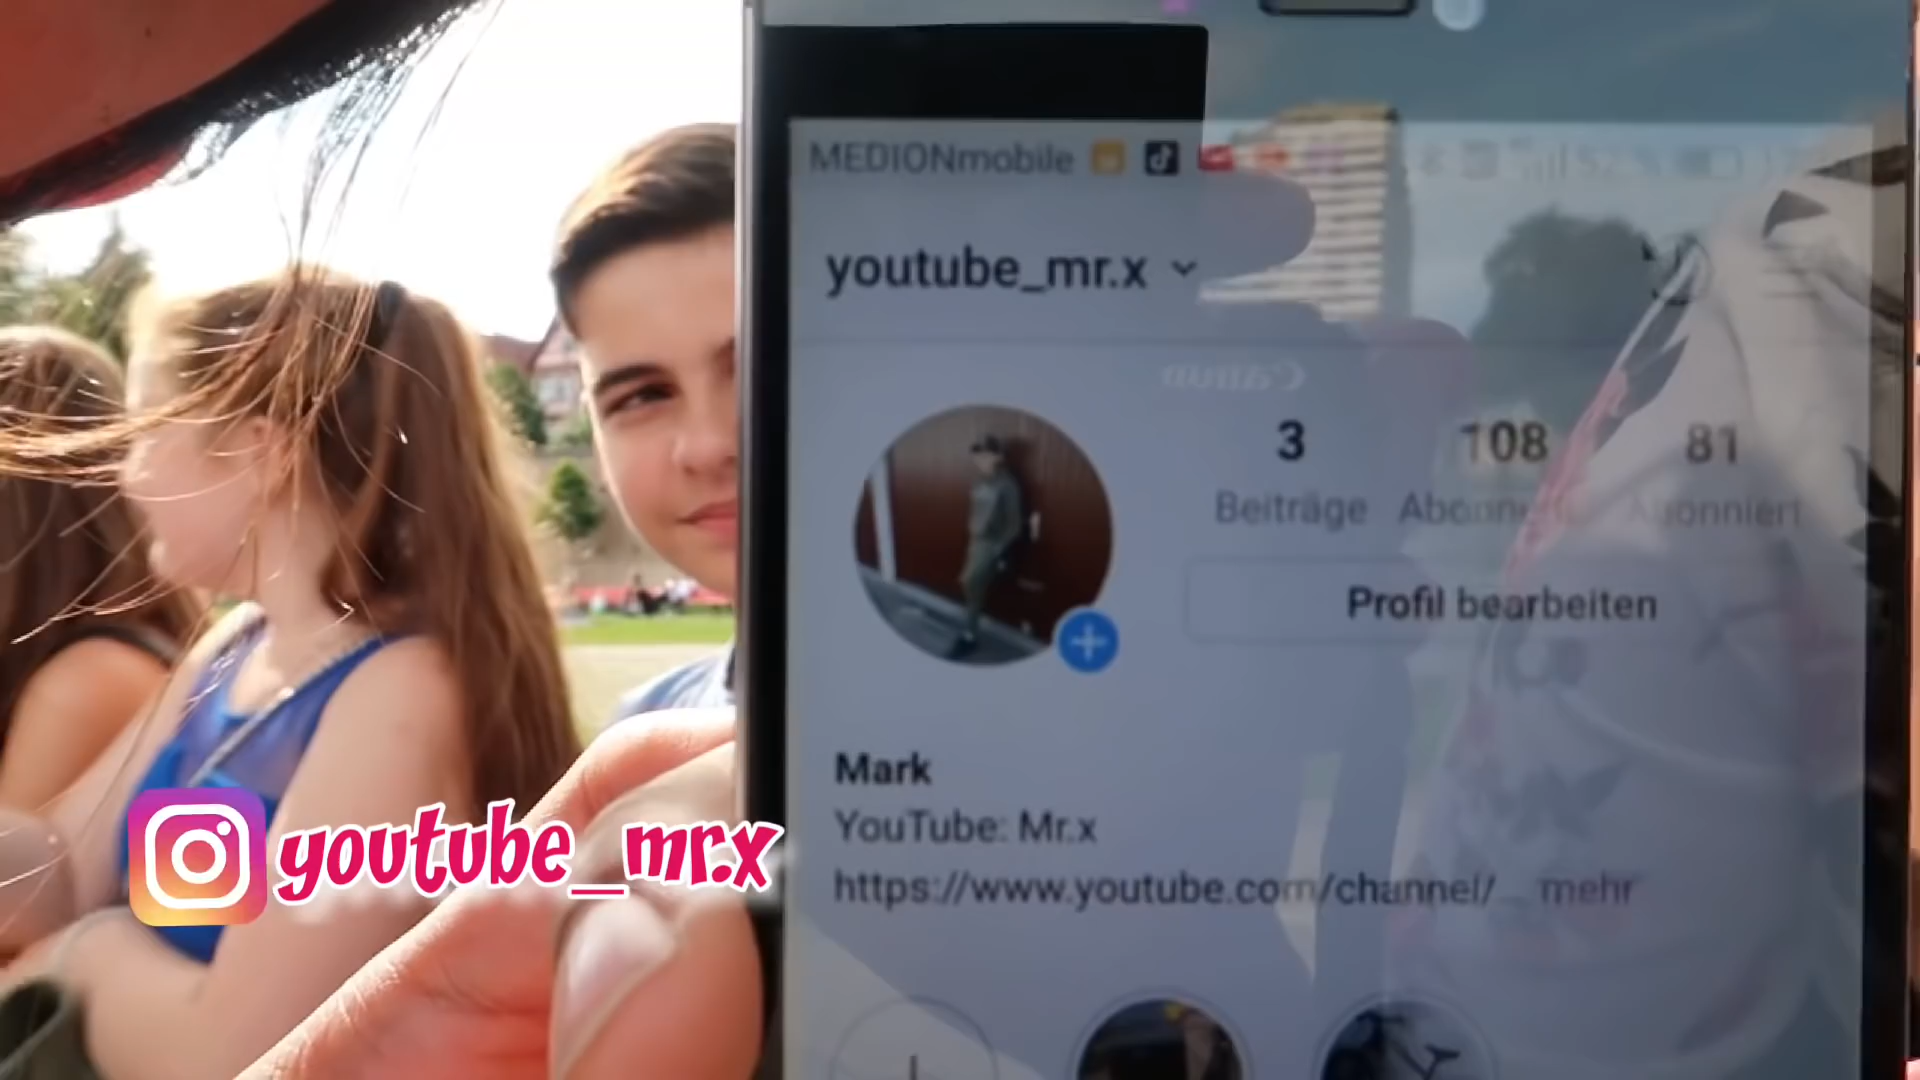 MEDIONmobile
youtube_mr.x
3 108 81
Beiträge
Profil bearbeiten
Mark
YouTube: Mr.x
https://www.youtube.com/channel/... mehr
youtube_mr.x